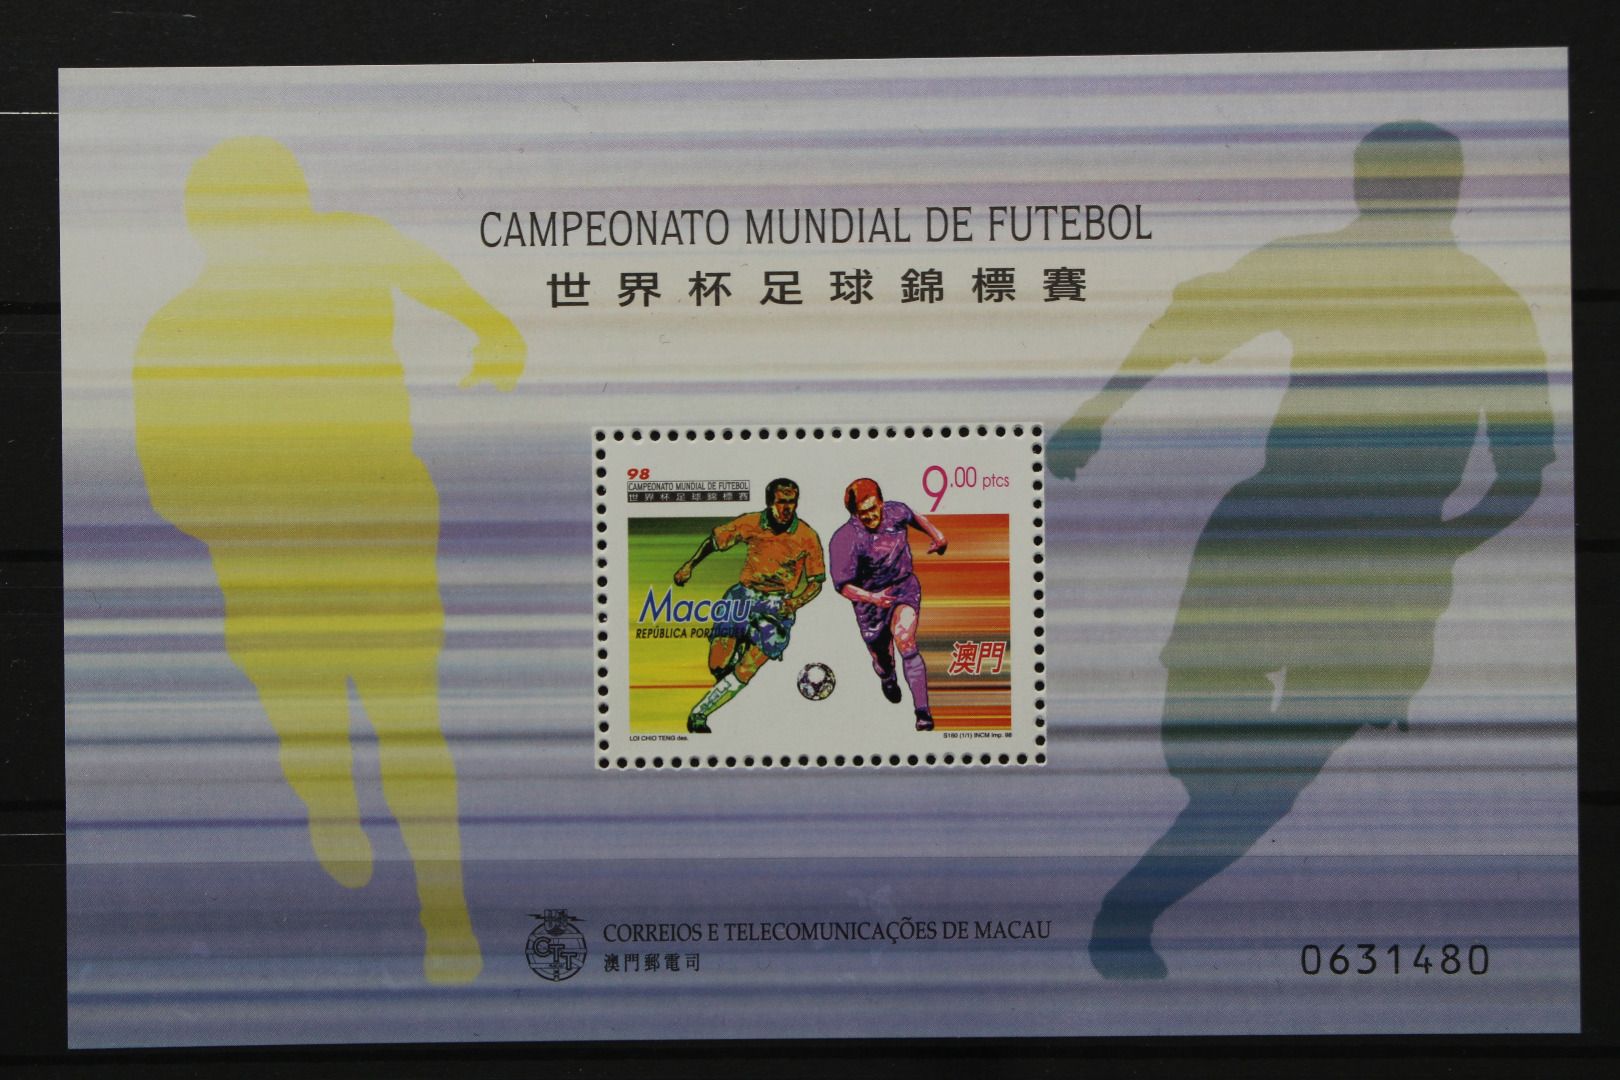 CAMPEONATO MUNDIAL DE FUTEBOL
世界杯足球錦標賽
98
CAMPEONATO MUNDIAL DE FUTEBOL
世界杯足球錦標賽
9.00 ptcs
Macau
REPÚBLICA PORTUGUESA
澳門
LOI CHIO TENG des.
S160 (1/1) INCM Imp. 98
CTT
CORREIOS E TELECOMUNICAÇÕES DE MACAU
澳門郵電司
0631480